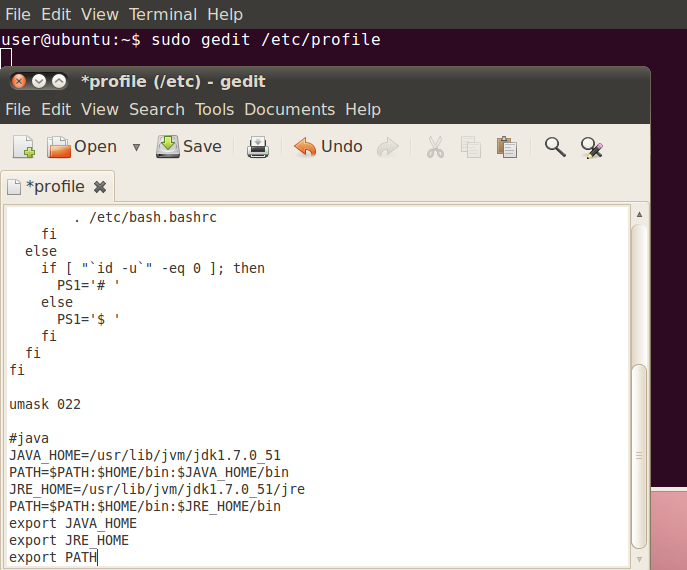 File Edit View Terminal Help
user@ubuntu:~$ sudo gedit /etc/profile
*profile (/etc) - gedit
File Edit View Search Tools Documents Help
Open Save Undo
*profile
        . /etc/bash.bashrc
    fi
  else
    if [ "`id -u`" -eq 0 ]; then
      PS1='# '
    else
      PS1='$ '
    fi
  fi
fi
umask 022
#java
JAVA_HOME=/usr/lib/jvm/jdk1.7.0_51
PATH=$PATH:$HOME/bin:$JAVA_HOME/bin
JRE_HOME=/usr/lib/jvm/jdk1.7.0_51/jre
PATH=$PATH:$HOME/bin:$JRE_HOME/bin
export JAVA_HOME
export JRE_HOME
export PATH